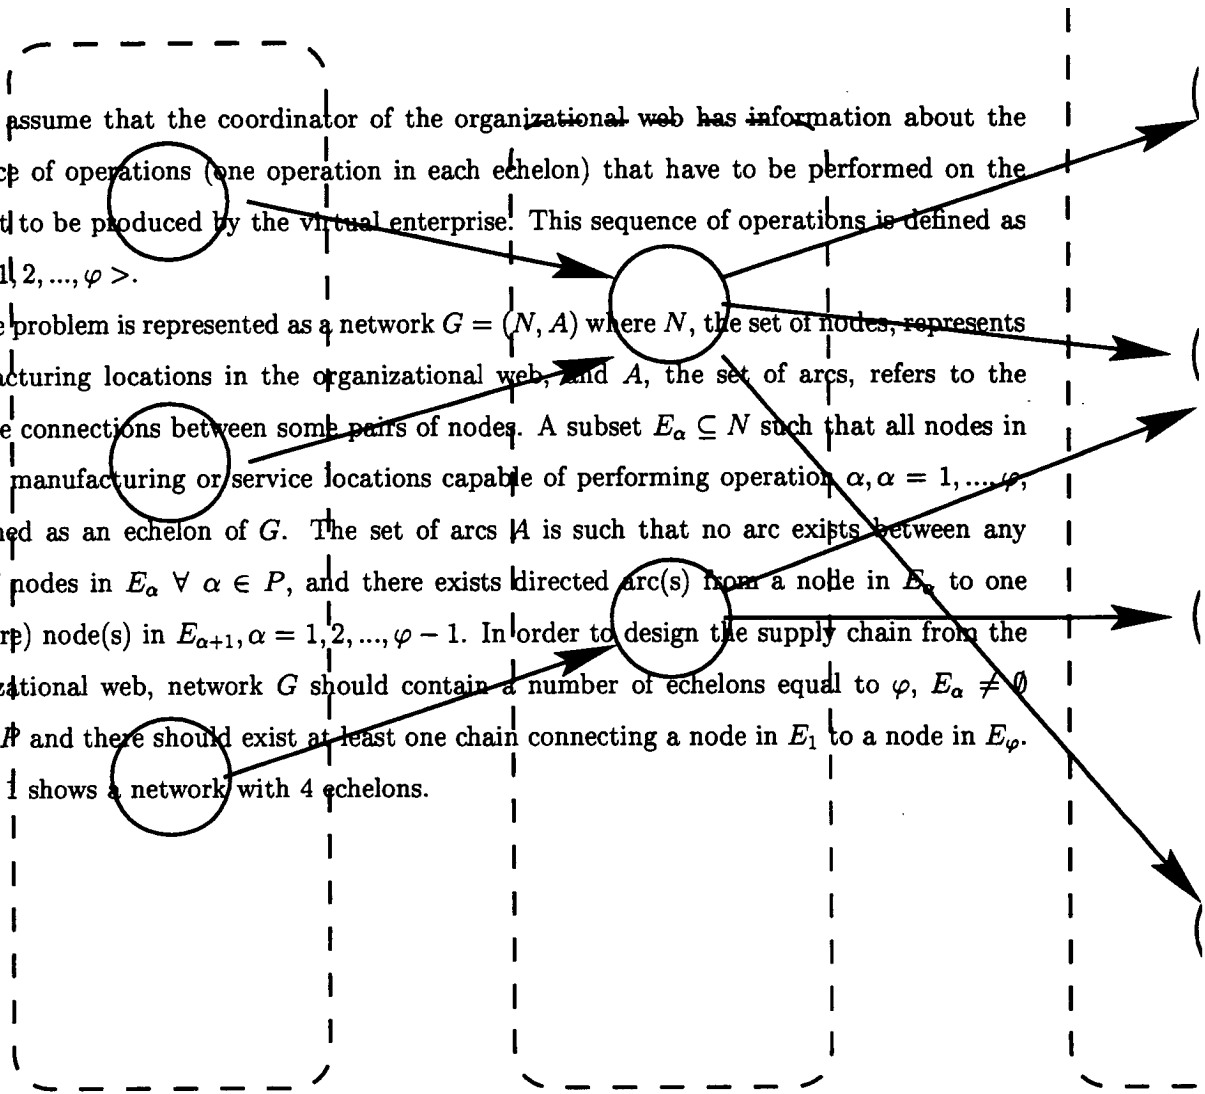 assume that the coordinator of the organizational web has information about the
of operations (one operation in each echelon) that have to be performed on the
to be produced by the virtual enterprise. This sequence of operations is defined as
1, 2, ..., φ >.
problem is represented as a network G = (N, A) where N, the set of nodes, represents
acturing locations in the organizational web, and A, the set of arcs, refers to the
e connections between some pairs of nodes. A subset E_α ⊆ N such that all nodes in
manufacturing or service locations capable of performing operation α, α = 1, ..., φ,
ned as an echelon of G. The set of arcs A is such that no arc exists between any
nodes in E_α ∀ α ∈ P, and there exists directed arc(s) from a node in E_α to one
re) node(s) in E_{α+1}, α = 1, 2, ..., φ − 1. In order to design the supply chain from the
zational web, network G should contain a number of echelons equal to φ, E_α ≠ ∅
P and there should exist at least one chain connecting a node in E_1 to a node in E_φ.
1 shows a network with 4 echelons.